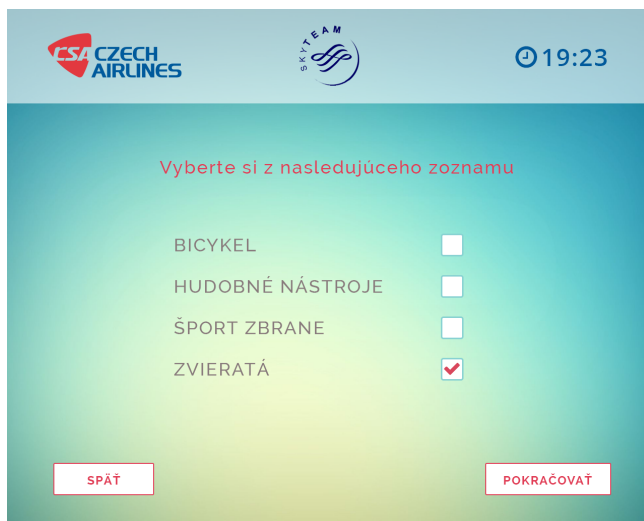 CSA CZECH
AIRLINES
SKYTEAM
19:23
Vyberte si z nasledujúceho zoznamu
BICYKEL
HUDOBNÉ NÁSTROJE
ŠPORT ZBRANE
ZVIERATÁ
SPÄŤ
POKRAČOVAŤ